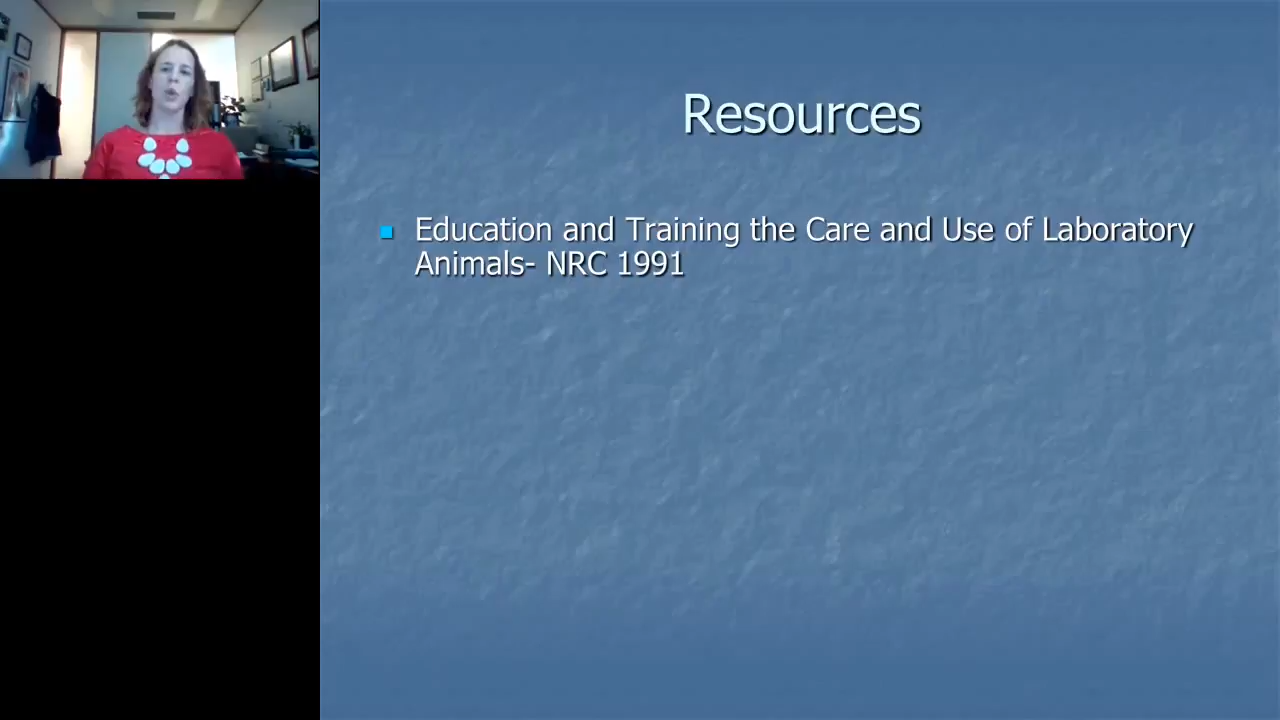 Resources
Education and Training the Care and Use of Laboratory
Animals- NRC 1991